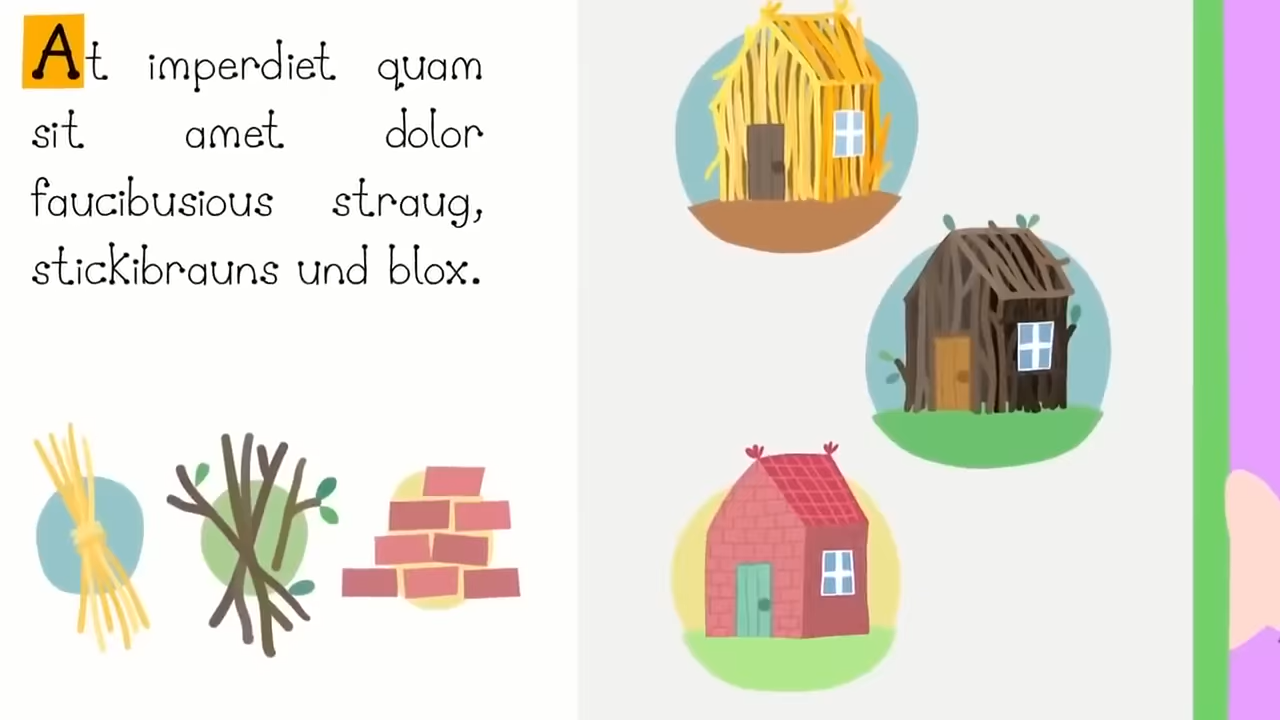 At imperdiet quam
sit amet dolor
faucibusious straug,
stickibrauns und blox.